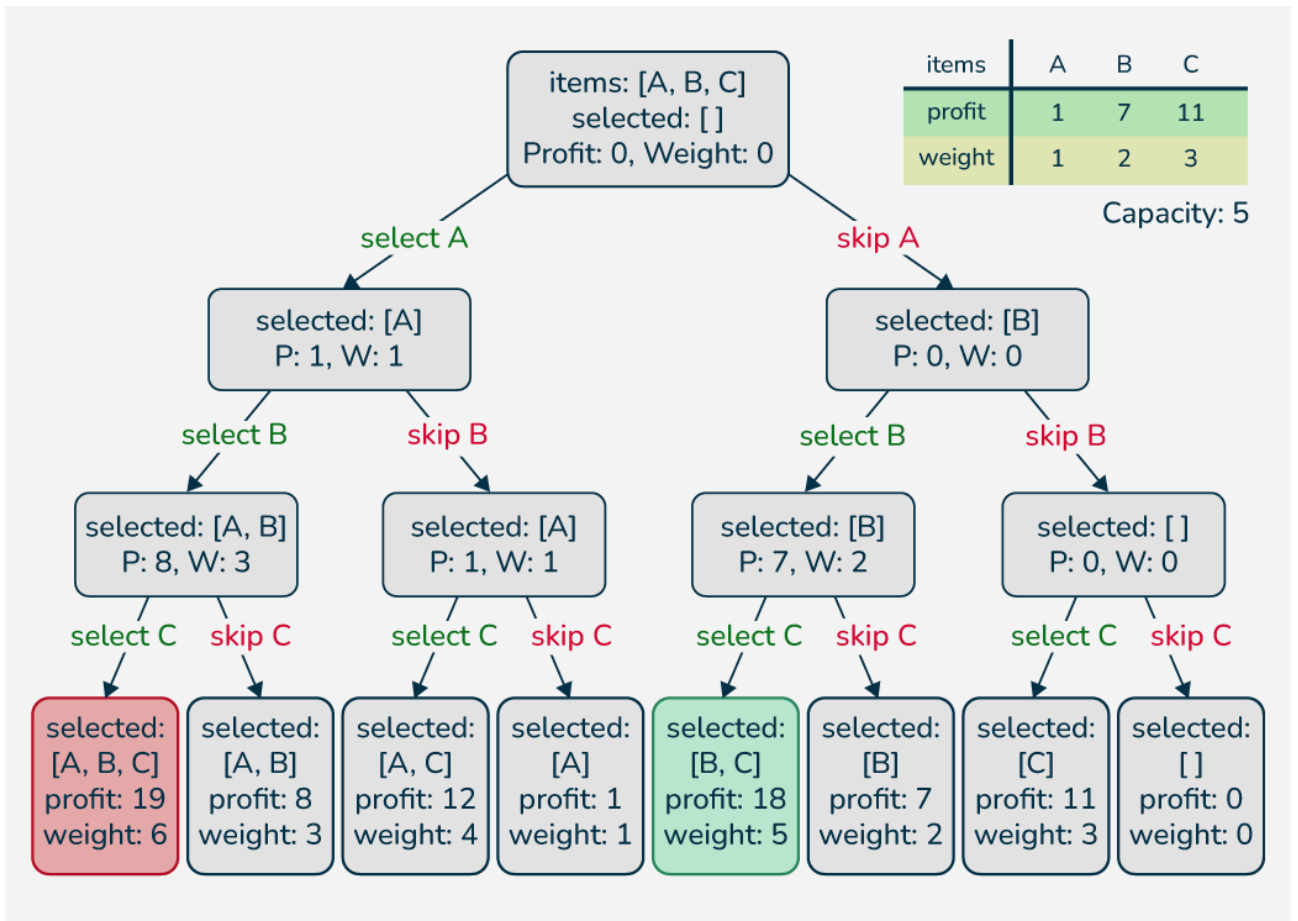 items: [A, B, C]
selected: [ ]
Profit: 0, Weight: 0
items A B C
profit 1 7 11
weight 1 2 3
Capacity: 5
select A
skip A
selected: [A]
P: 1, W: 1
selected: [B]
P: 0, W: 0
select B
skip B
select B
skip B
selected: [A, B]
P: 8, W: 3
selected: [A]
P: 1, W: 1
selected: [B]
P: 7, W: 2
selected: [ ]
P: 0, W: 0
select C
skip C
select C
skip C
select C
skip C
select C
skip C
selected:
[A, B, C]
profit: 19
weight: 6
selected:
[A, B]
profit: 8
weight: 3
selected:
[A, C]
profit: 12
weight: 4
selected:
[A]
profit: 1
weight: 1
selected:
[B, C]
profit: 18
weight: 5
selected:
[B]
profit: 7
weight: 2
selected:
[C]
profit: 11
weight: 3
selected:
[ ]
profit: 0
weight: 0